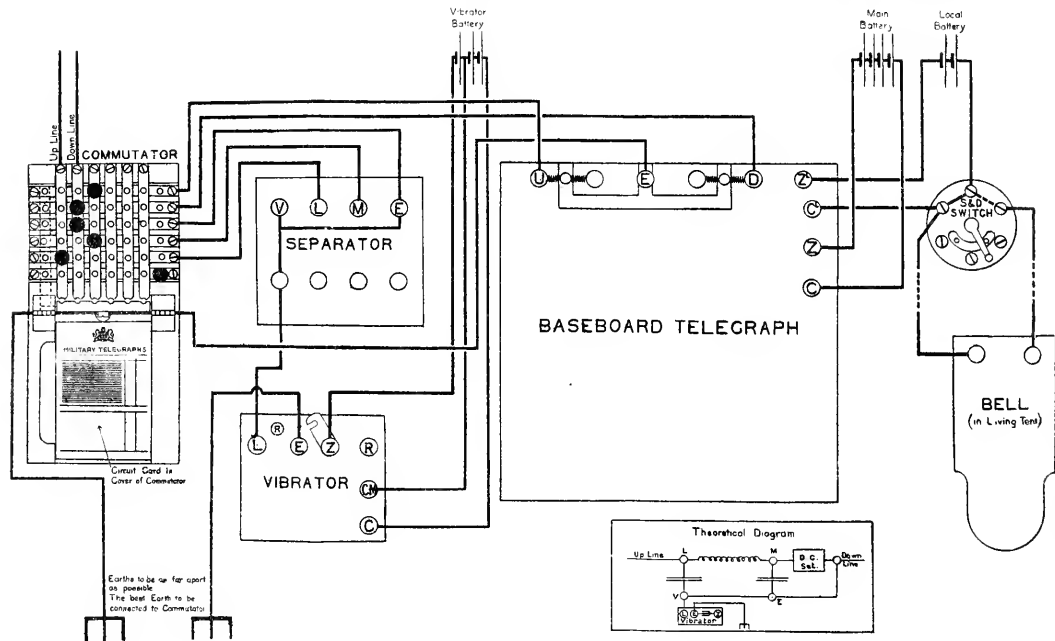 Vibrator
Battery
Main
Battery
Local
Battery
Up Line
Down Line
COMMUTATOR
U
E
D
Z'
C'
Z
C
S&D
SWITCH
V
L
M
E
SEPARATOR
BASEBOARD TELEGRAPH
MILITARY TELEGRAPHS
BELL
(in Living Tent)
L
R
E
Z
R
VIBRATOR
CM
C
Circuit Card in
Cover of Commutator
Earths to be as far apart
as possible
The best Earth to be
connected to Commutator
Theoretical Diagram
Up Line
L
M
D.C.
Set.
Down
Line
V
E
L
E
Z
Vibrator